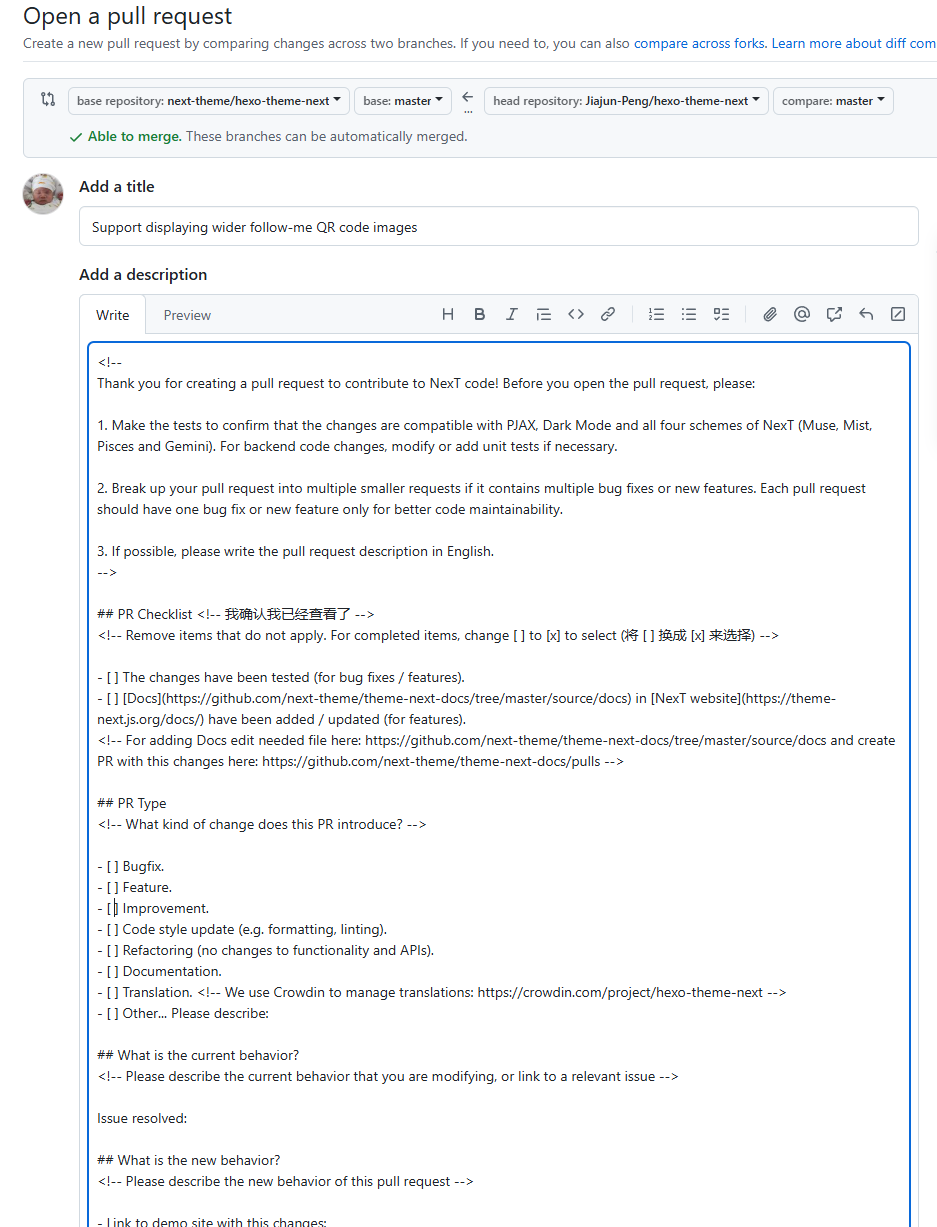 Open a pull request
Create a new pull request by comparing changes across two branches. If you need to, you can also compare across forks. Learn more about diff com
base repository: next-theme/hexo-theme-next base: master ... head repository: Jiajun-Peng/hexo-theme-next compare: master
Able to merge. These branches can be automatically merged.
Add a title
Support displaying wider follow-me QR code images
Add a description
Write Preview
<!--
Thank you for creating a pull request to contribute to NexT code! Before you open the pull request, please:
1. Make the tests to confirm that the changes are compatible with PJAX, Dark Mode and all four schemes of NexT (Muse, Mist,
Pisces and Gemini). For backend code changes, modify or add unit tests if necessary.
2. Break up your pull request into multiple smaller requests if it contains multiple bug fixes or new features. Each pull request
should have one bug fix or new feature only for better code maintainability.
3. If possible, please write the pull request description in English.
-->
## PR Checklist <!-- 我确认我已经查看了 -->
<!-- Remove items that do not apply. For completed items, change [ ] to [x] to select (将 [ ] 换成 [x] 来选择) -->
- [ ] The changes have been tested (for bug fixes / features).
- [ ] [Docs](https://github.com/next-theme/theme-next-docs/tree/master/source/docs) in [NexT website](https://theme-
next.js.org/docs/) have been added / updated (for features).
<!-- For adding Docs edit needed file here: https://github.com/next-theme/theme-next-docs/tree/master/source/docs and create
PR with this changes here: https://github.com/next-theme/theme-next-docs/pulls -->
## PR Type
<!-- What kind of change does this PR introduce? -->
- [ ] Bugfix.
- [ ] Feature.
- [ ] Improvement.
- [ ] Code style update (e.g. formatting, linting).
- [ ] Refactoring (no changes to functionality and APIs).
- [ ] Documentation.
- [ ] Translation. <!-- We use Crowdin to manage translations: https://crowdin.com/project/hexo-theme-next -->
- [ ] Other... Please describe:
## What is the current behavior?
<!-- Please describe the current behavior that you are modifying, or link to a relevant issue -->
Issue resolved:
## What is the new behavior?
<!-- Please describe the new behavior of this pull request -->
- Link to demo site with this changes: